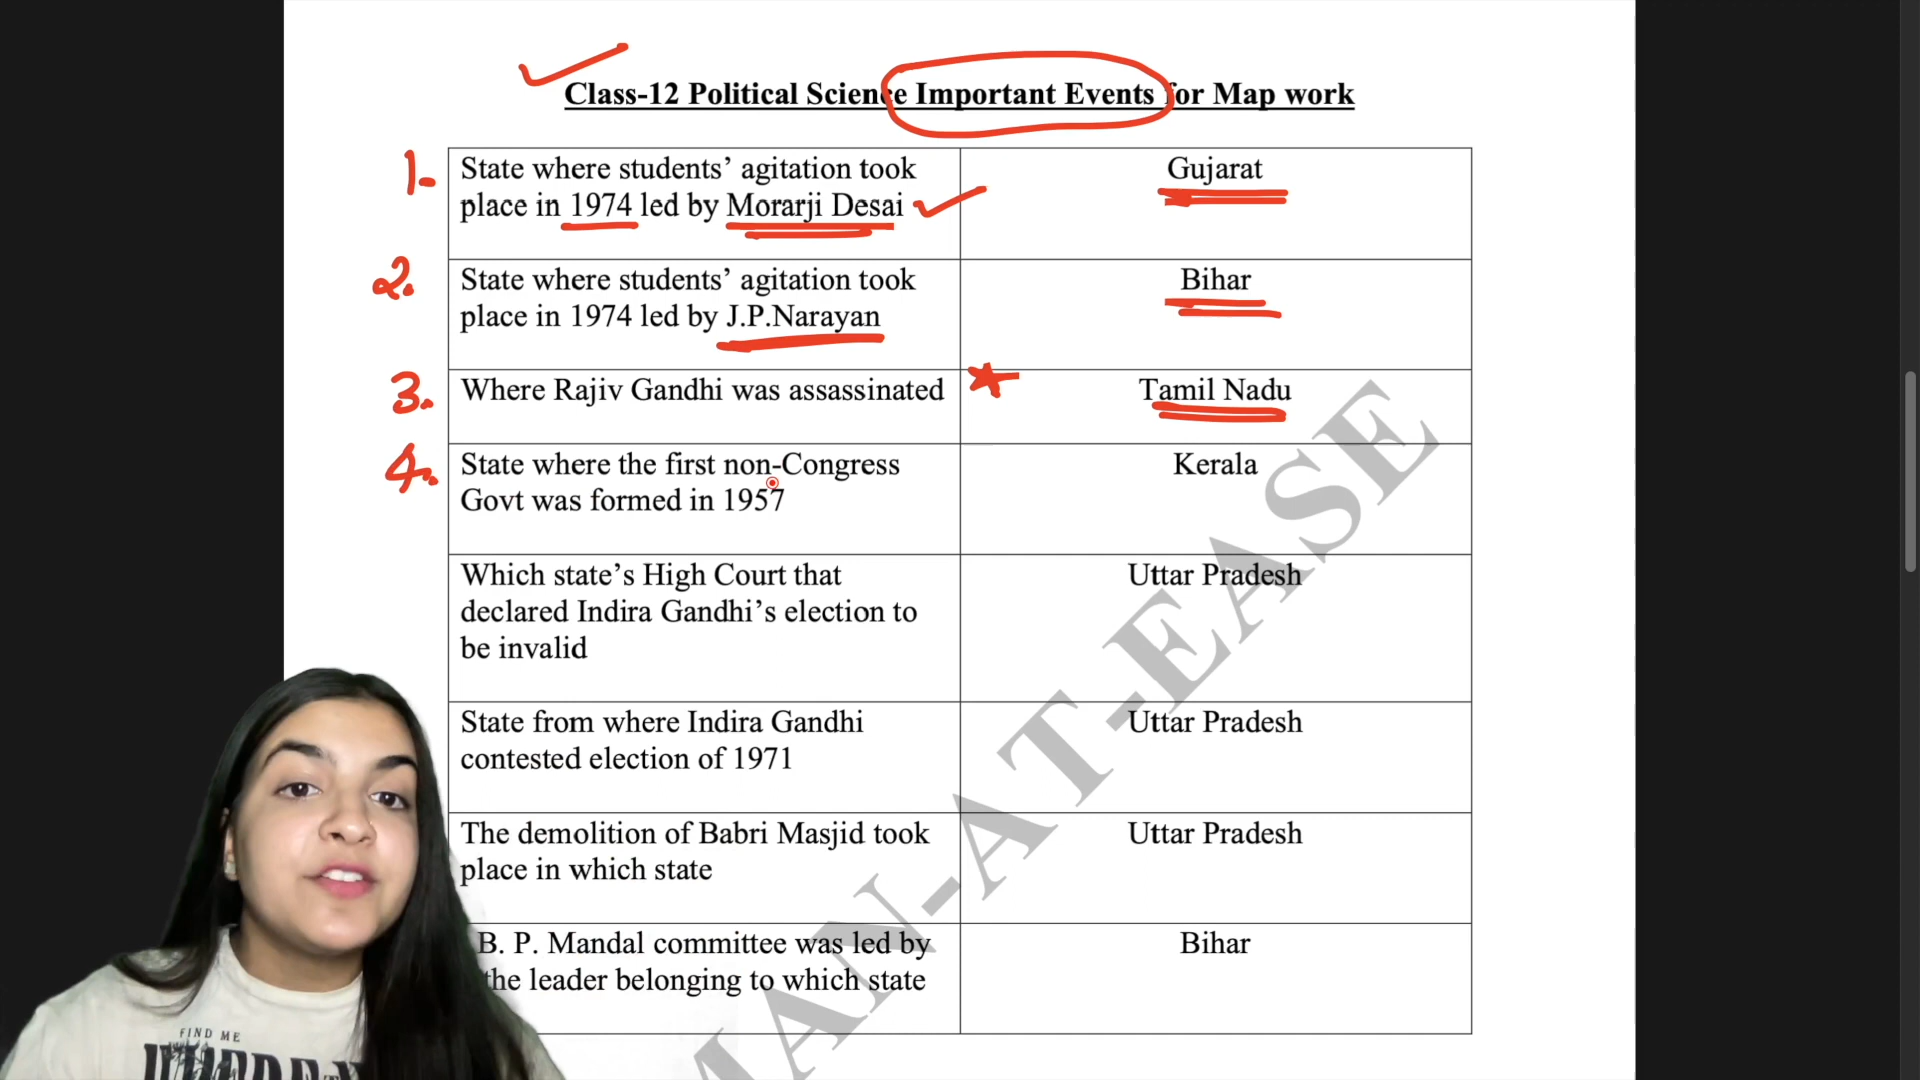 Class-12 Political Science Important Events for Map work
1.
State where students’ agitation took
place in 1974 led by Morarji Desai
Gujarat
2.
State where students’ agitation took
place in 1974 led by J.P.Narayan
Bihar
3.
Where Rajiv Gandhi was assassinated
Tamil Nadu
4.
State where the first non-Congress
Govt was formed in 1957
Kerala
Which state’s High Court that
declared Indira Gandhi’s election to
be invalid
Uttar Pradesh
State from where Indira Gandhi
contested election of 1971
Uttar Pradesh
The demolition of Babri Masjid took
place in which state
Uttar Pradesh
B. P. Mandal committee was led by
the leader belonging to which state
Bihar
MAN-AT-EASE
FIND ME